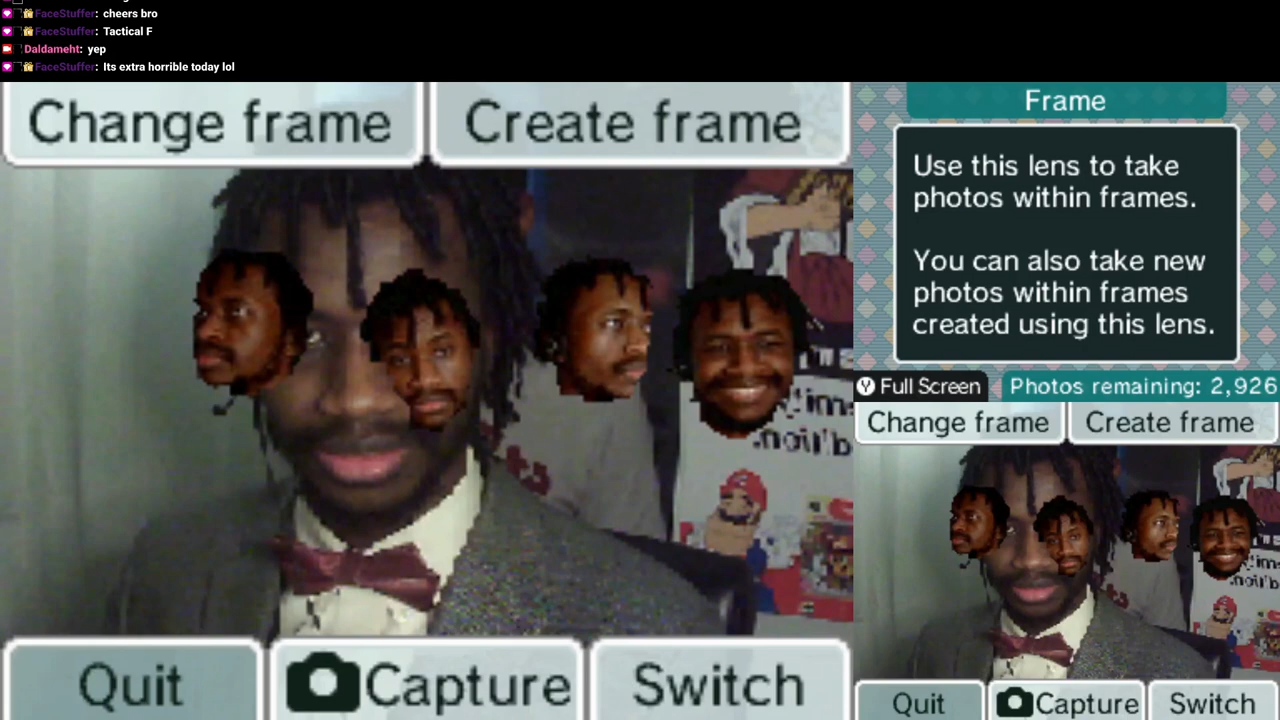 FaceStuffer: cheers bro
FaceStuffer: Tactical F
Daldameht: yep
FaceStuffer: Its extra horrible today lol
Change frame
Create frame
Quit
Capture
Switch
Frame
Use this lens to take
photos within frames.
You can also take new
photos within frames
created using this lens.
Y Full Screen
Photos remaining: 2,926
Change frame
Create frame
Quit
Capture
Switch